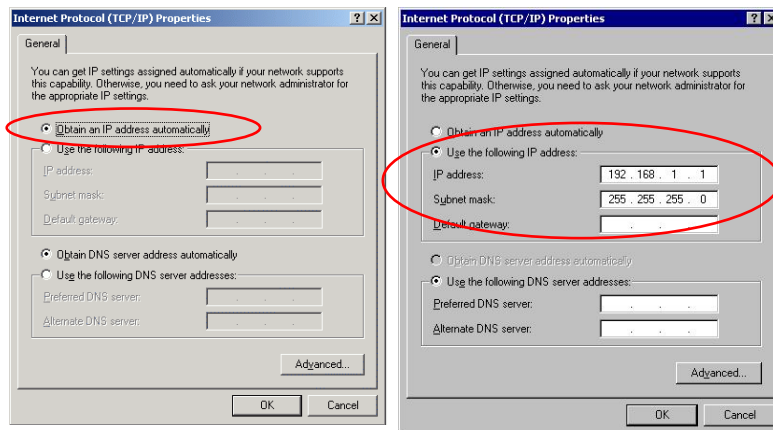 Internet Protocol (TCP/IP) Properties
General
You can get IP settings assigned automatically if your network supports
this capability. Otherwise, you need to ask your network administrator for
the appropriate IP settings.
Obtain an IP address automatically
Use the following IP address:
IP address:
Subnet mask:
Default gateway:
Obtain DNS server address automatically
Use the following DNS server addresses:
Preferred DNS server:
Alternate DNS server:
Advanced...
OK Cancel
Internet Protocol (TCP/IP) Properties
General
You can get IP settings assigned automatically if your network supports
this capability. Otherwise, you need to ask your network administrator for
the appropriate IP settings.
Obtain an IP address automatically
Use the following IP address:
IP address: 192 . 168 . 1 . 1
Subnet mask: 255 . 255 . 255 . 0
Default gateway: . . .
Obtain DNS server address automatically
Use the following DNS server addresses:
Preferred DNS server: . . .
Alternate DNS server: . . .
Advanced...
OK Cancel